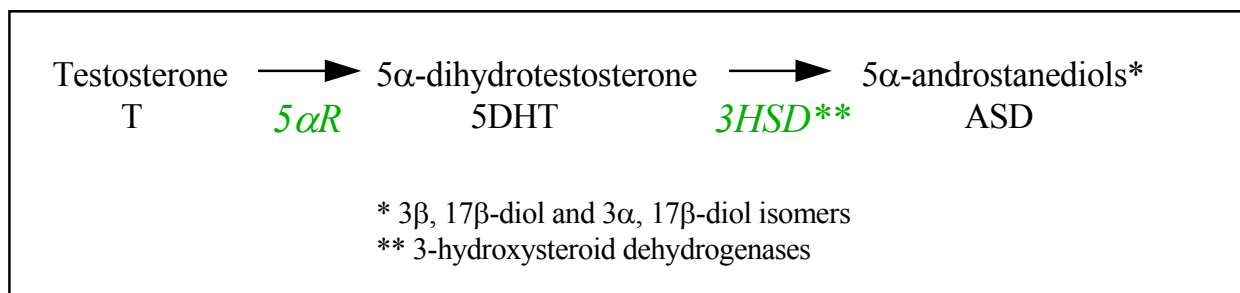 Testosterone 5α-dihydrotestosterone 5α-androstanediols*
T 5αR 5DHT 3HSD** ASD
* 3β, 17β-diol and 3α, 17β-diol isomers
** 3-hydroxysteroid dehydrogenases